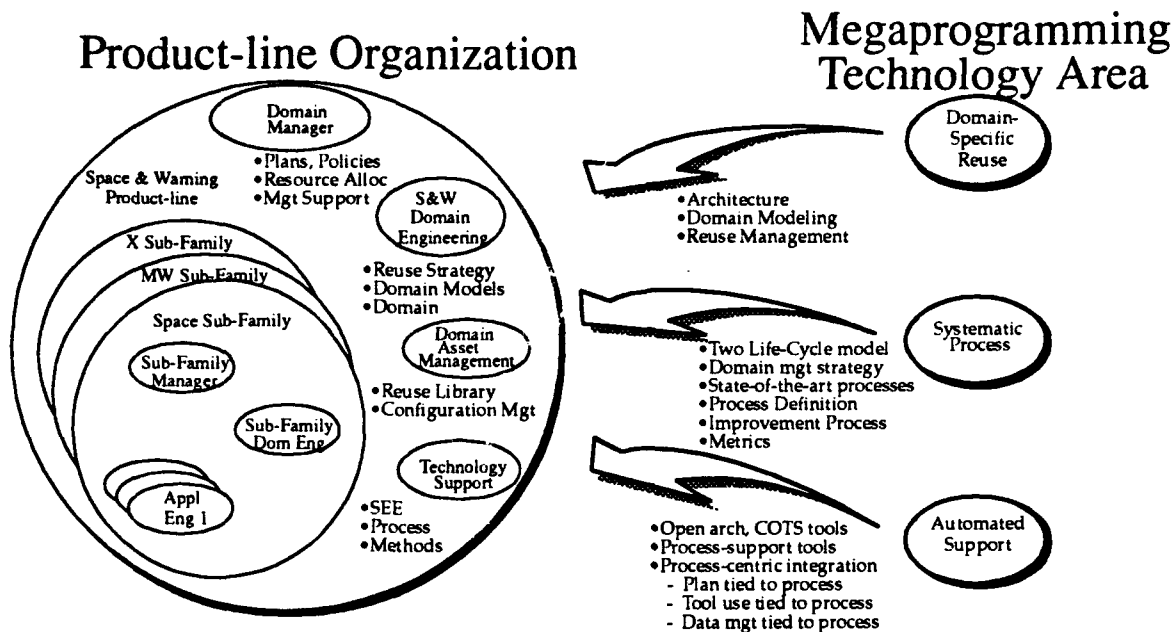 Product-line Organization
Domain
Manager
•Plans, Policies
•Resource Alloc
•Mgt Support
Space & Warning
Product-line
S&W
Domain
Engineering
•Reuse Strategy
•Domain Models
•Domain
X Sub-Family
MW Sub-Family
Space Sub-Family
Sub-Family
Manager
Sub-Family
Dom Eng
Appl
Eng 1
Domain
Asset
Management
•Reuse Library
•Configuration Mgt
Technology
Support
•SEE
•Process
•Methods
Megaprogramming
Technology Area
Domain-
Specific
Reuse
•Architecture
•Domain Modeling
•Reuse Management
Systematic
Process
•Two Life-Cycle model
•Domain mgt strategy
•State-of-the-art processes
•Process Definition
•Improvement Process
•Metrics
Automated
Support
•Open arch, COTS tools
•Process-support tools
•Process-centric integration
- Plan tied to process
- Tool use tied to process
- Data mgt tied to process